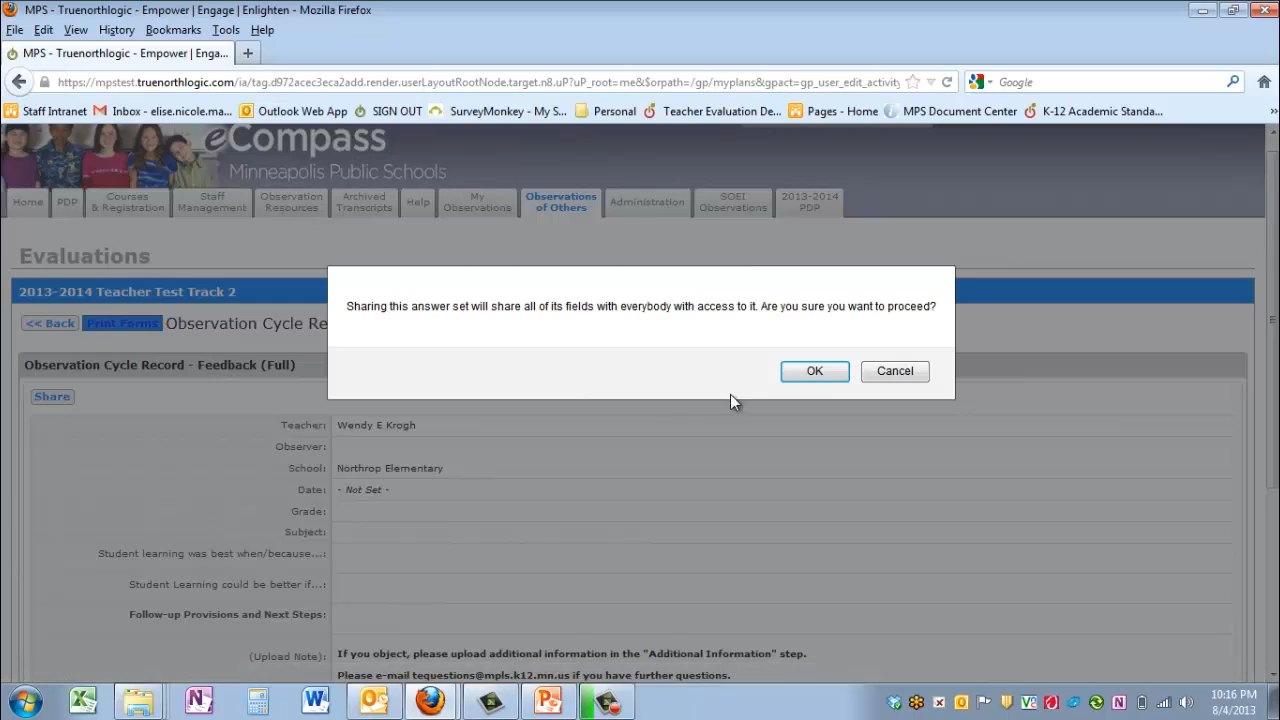 MPS - Truenorthlogic - Empower | Engage | Enlighten - Mozilla Firefox
File Edit View History Bookmarks Tools Help
MPS - Truenorthlogic - Empower | Enga...
https://mpstest.truenorthlogic.com/ia/tag.d972acec3eca2add.render.userLayoutRootNode.target.n8.uP?uP_root=me&$orpath=/gp/myplans&gpact=gp_user_edit_activity
Google
Staff Intranet Inbox - elise.nicole.ma... Outlook Web App SIGN OUT SurveyMonkey - My S... Personal Teacher Evaluation De... Pages - Home MPS Document Center K-12 Academic Standa...
eCompass
Minneapolis Public Schools
Home PDP Courses & Registration Staff Management Observation Resources Archived Transcripts Help My Observations Observations of Others Administration SOEI Observations 2013-2014 PDP
Evaluations
2013-2014 Teacher Test Track 2
<< Back Print Forms Observation Cycle Re
Sharing this answer set will share all of its fields with everybody with access to it. Are you sure you want to proceed?
OK Cancel
Observation Cycle Record - Feedback (Full)
Share
Teacher: Wendy E Krogh
Observer:
School: Northrop Elementary
Date: - Not Set -
Grade:
Subject:
Student learning was best when/because...:
Student Learning could be better if...:
Follow-up Provisions and Next Steps:
(Upload Note): If you object, please upload additional information in the "Additional Information" step.
Please e-mail tequestions@mpls.k12.mn.us if you have further questions.
10:16 PM
8/4/2013